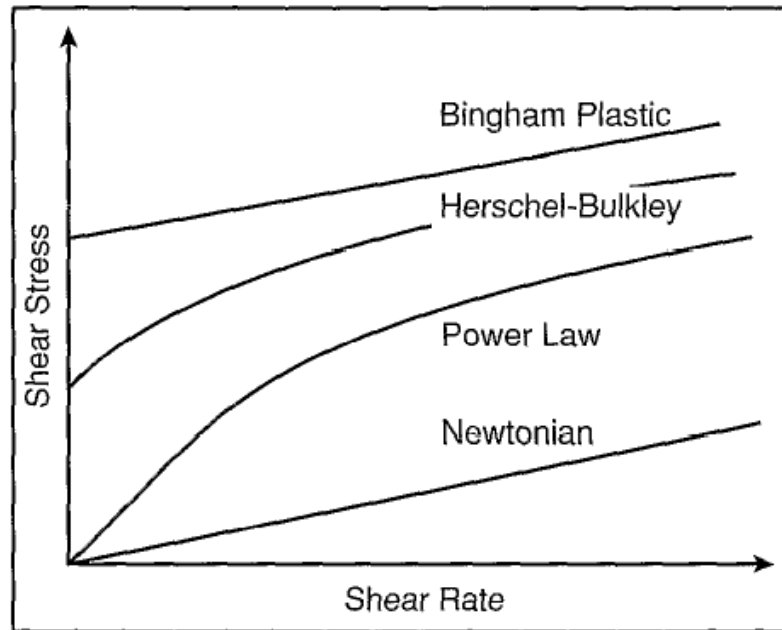 Bingham Plastic
Herschel-Bulkley
Power Law
Newtonian
Shear Stress
Shear Rate